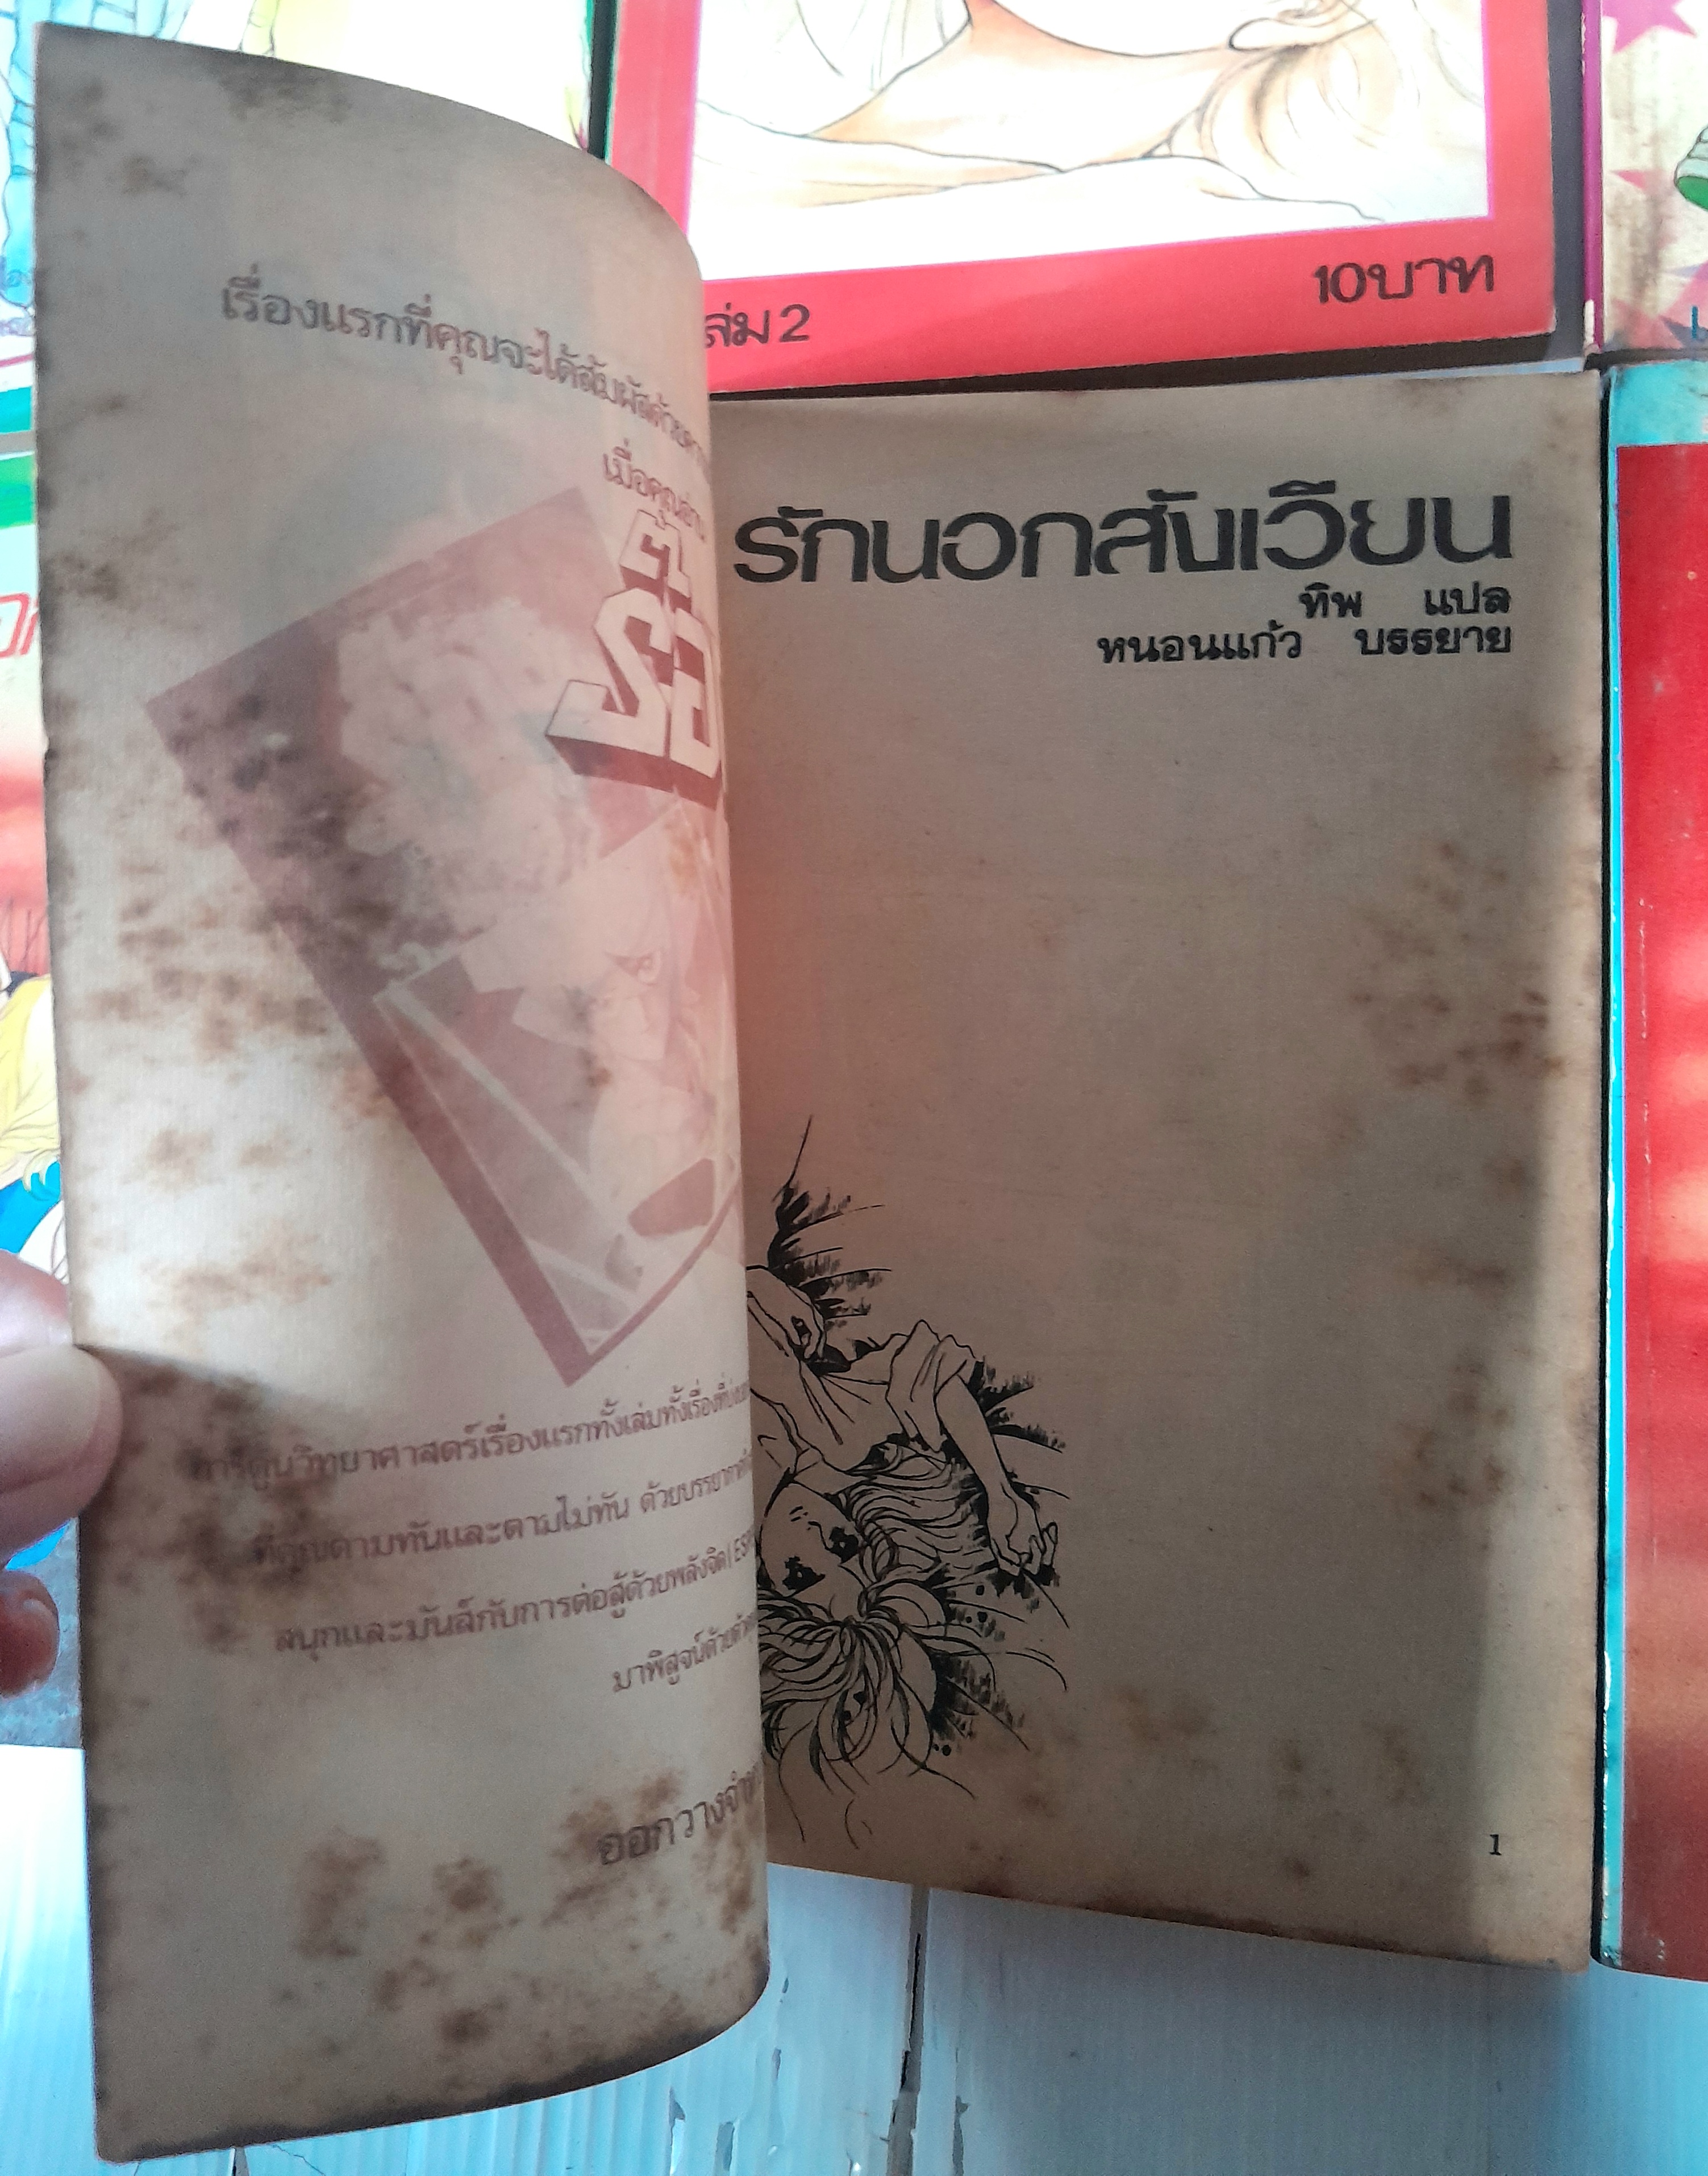 เรื่องแรกที่คุณจะได้สัมผัสด้วย
เมื่อคุณอ่าน
10บาท
ล่ม 2
รักนอกสังเวียน
ทิพ แปล
หนอนแก้ว บรรยาย
การ์ตูนวิทยาศาสตร์เรื่องแรกทั้งเล่มทั้งเรื่องที่
ที่คุณตามทันและตามไม่ทัน ด้วยบรรยากาศ
สนุกและมันส์กับการต่อสู้ด้วยพลังจิต(ESP
มาพิสูจน์ด้วยตัว
ออกวางจำ
1